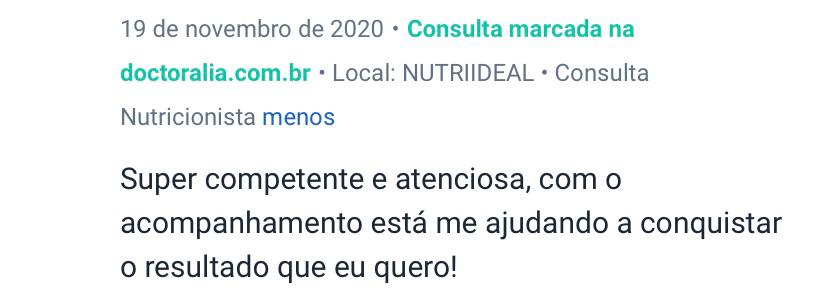 19 de novembro de 2020 • Consulta marcada na
doctoralia.com.br • Local: NUTRIIDEAL • Consulta
Nutricionista menos
Super competente e atenciosa, com o
acompanhamento está me ajudando a conquistar
o resultado que eu quero!